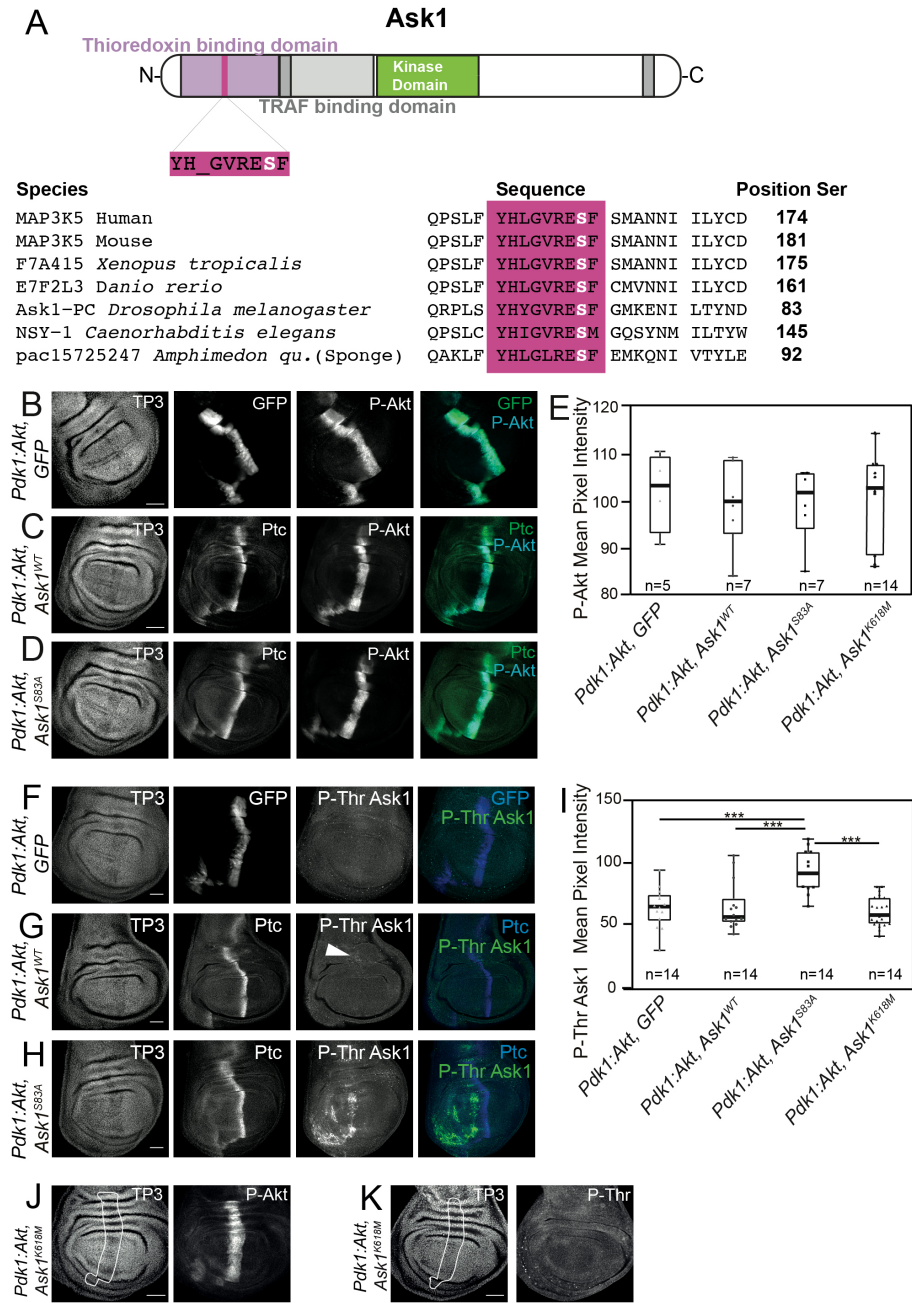 A
Ask1
Thioredoxin binding domain
N-
Kinase
Domain
-C
TRAF binding domain
YH_GVRESF
Species Sequence Position Ser
MAP3K5 Human QPSLF YHLGVRESF SMANNI ILYCD 174
MAP3K5 Mouse QPSLF YHLGVRESF SMANNI ILYCD 181
F7A415 Xenopus tropicalis QPSLF YHLGVRESF SMANNI ILYCD 175
E7F2L3 Danio rerio QPSLF YHLGVRESF CMVNNI ILYCD 161
Ask1-PC Drosophila melanogaster QRPLS YHYGVRESF GMKENI LTYND 83
NSY-1 Caenorhabditis elegans QPSLC YHIGVRESM GQSYNM ILTYW 145
pac15725247 Amphimedon qu.(Sponge) QAKLF YHLGLRESF EMKQNI VTYLE 92
B
Pdk1:Akt,
GFP
TP3
GFP
P-Akt
GFP
P-Akt
C
Pdk1:Akt,
Ask1WT
TP3
Ptc
P-Akt
Ptc
P-Akt
D
Pdk1:Akt,
Ask1S83A
TP3
Ptc
P-Akt
Ptc
P-Akt
E
P-Akt Mean Pixel Intensity
120
110
100
90
80
n=5 n=7 n=7 n=14
Pdk1:Akt, GFP
Pdk1:Akt, Ask1WT
Pdk1:Akt, Ask1S83A
Pdk1:Akt, Ask1K618M
F
Pdk1:Akt,
GFP
TP3
GFP
P-Thr Ask1
GFP
P-Thr Ask1
G
Pdk1:Akt,
Ask1WT
TP3
Ptc
P-Thr Ask1
Ptc
P-Thr Ask1
H
Pdk1:Akt,
Ask1S83A
TP3
Ptc
P-Thr Ask1
Ptc
P-Thr Ask1
I
P-Thr Ask1 Mean Pixel Intensity
150
100
50
0
***
***
***
n=14 n=14 n=14 n=14
Pdk1:Akt, GFP
Pdk1:Akt, Ask1WT
Pdk1:Akt, Ask1S83A
Pdk1:Akt, Ask1K618M
J
Pdk1:Akt,
Ask1K618M
TP3
P-Akt
K
Pdk1:Akt,
Ask1K618M
TP3
P-Thr